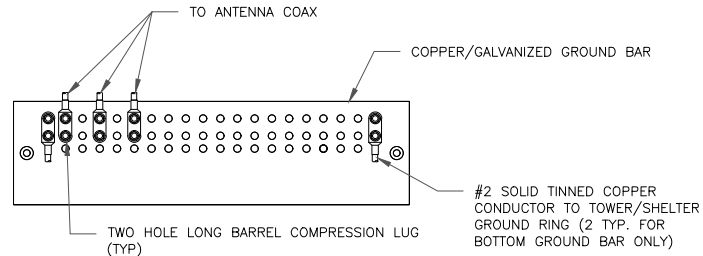 TO ANTENNA COAX
COPPER/GALVANIZED GROUND BAR
#2 SOLID TINNED COPPER
CONDUCTOR TO TOWER/SHELTER
GROUND RING (2 TYP. FOR
BOTTOM GROUND BAR ONLY)
TWO HOLE LONG BARREL COMPRESSION LUG
(TYP)